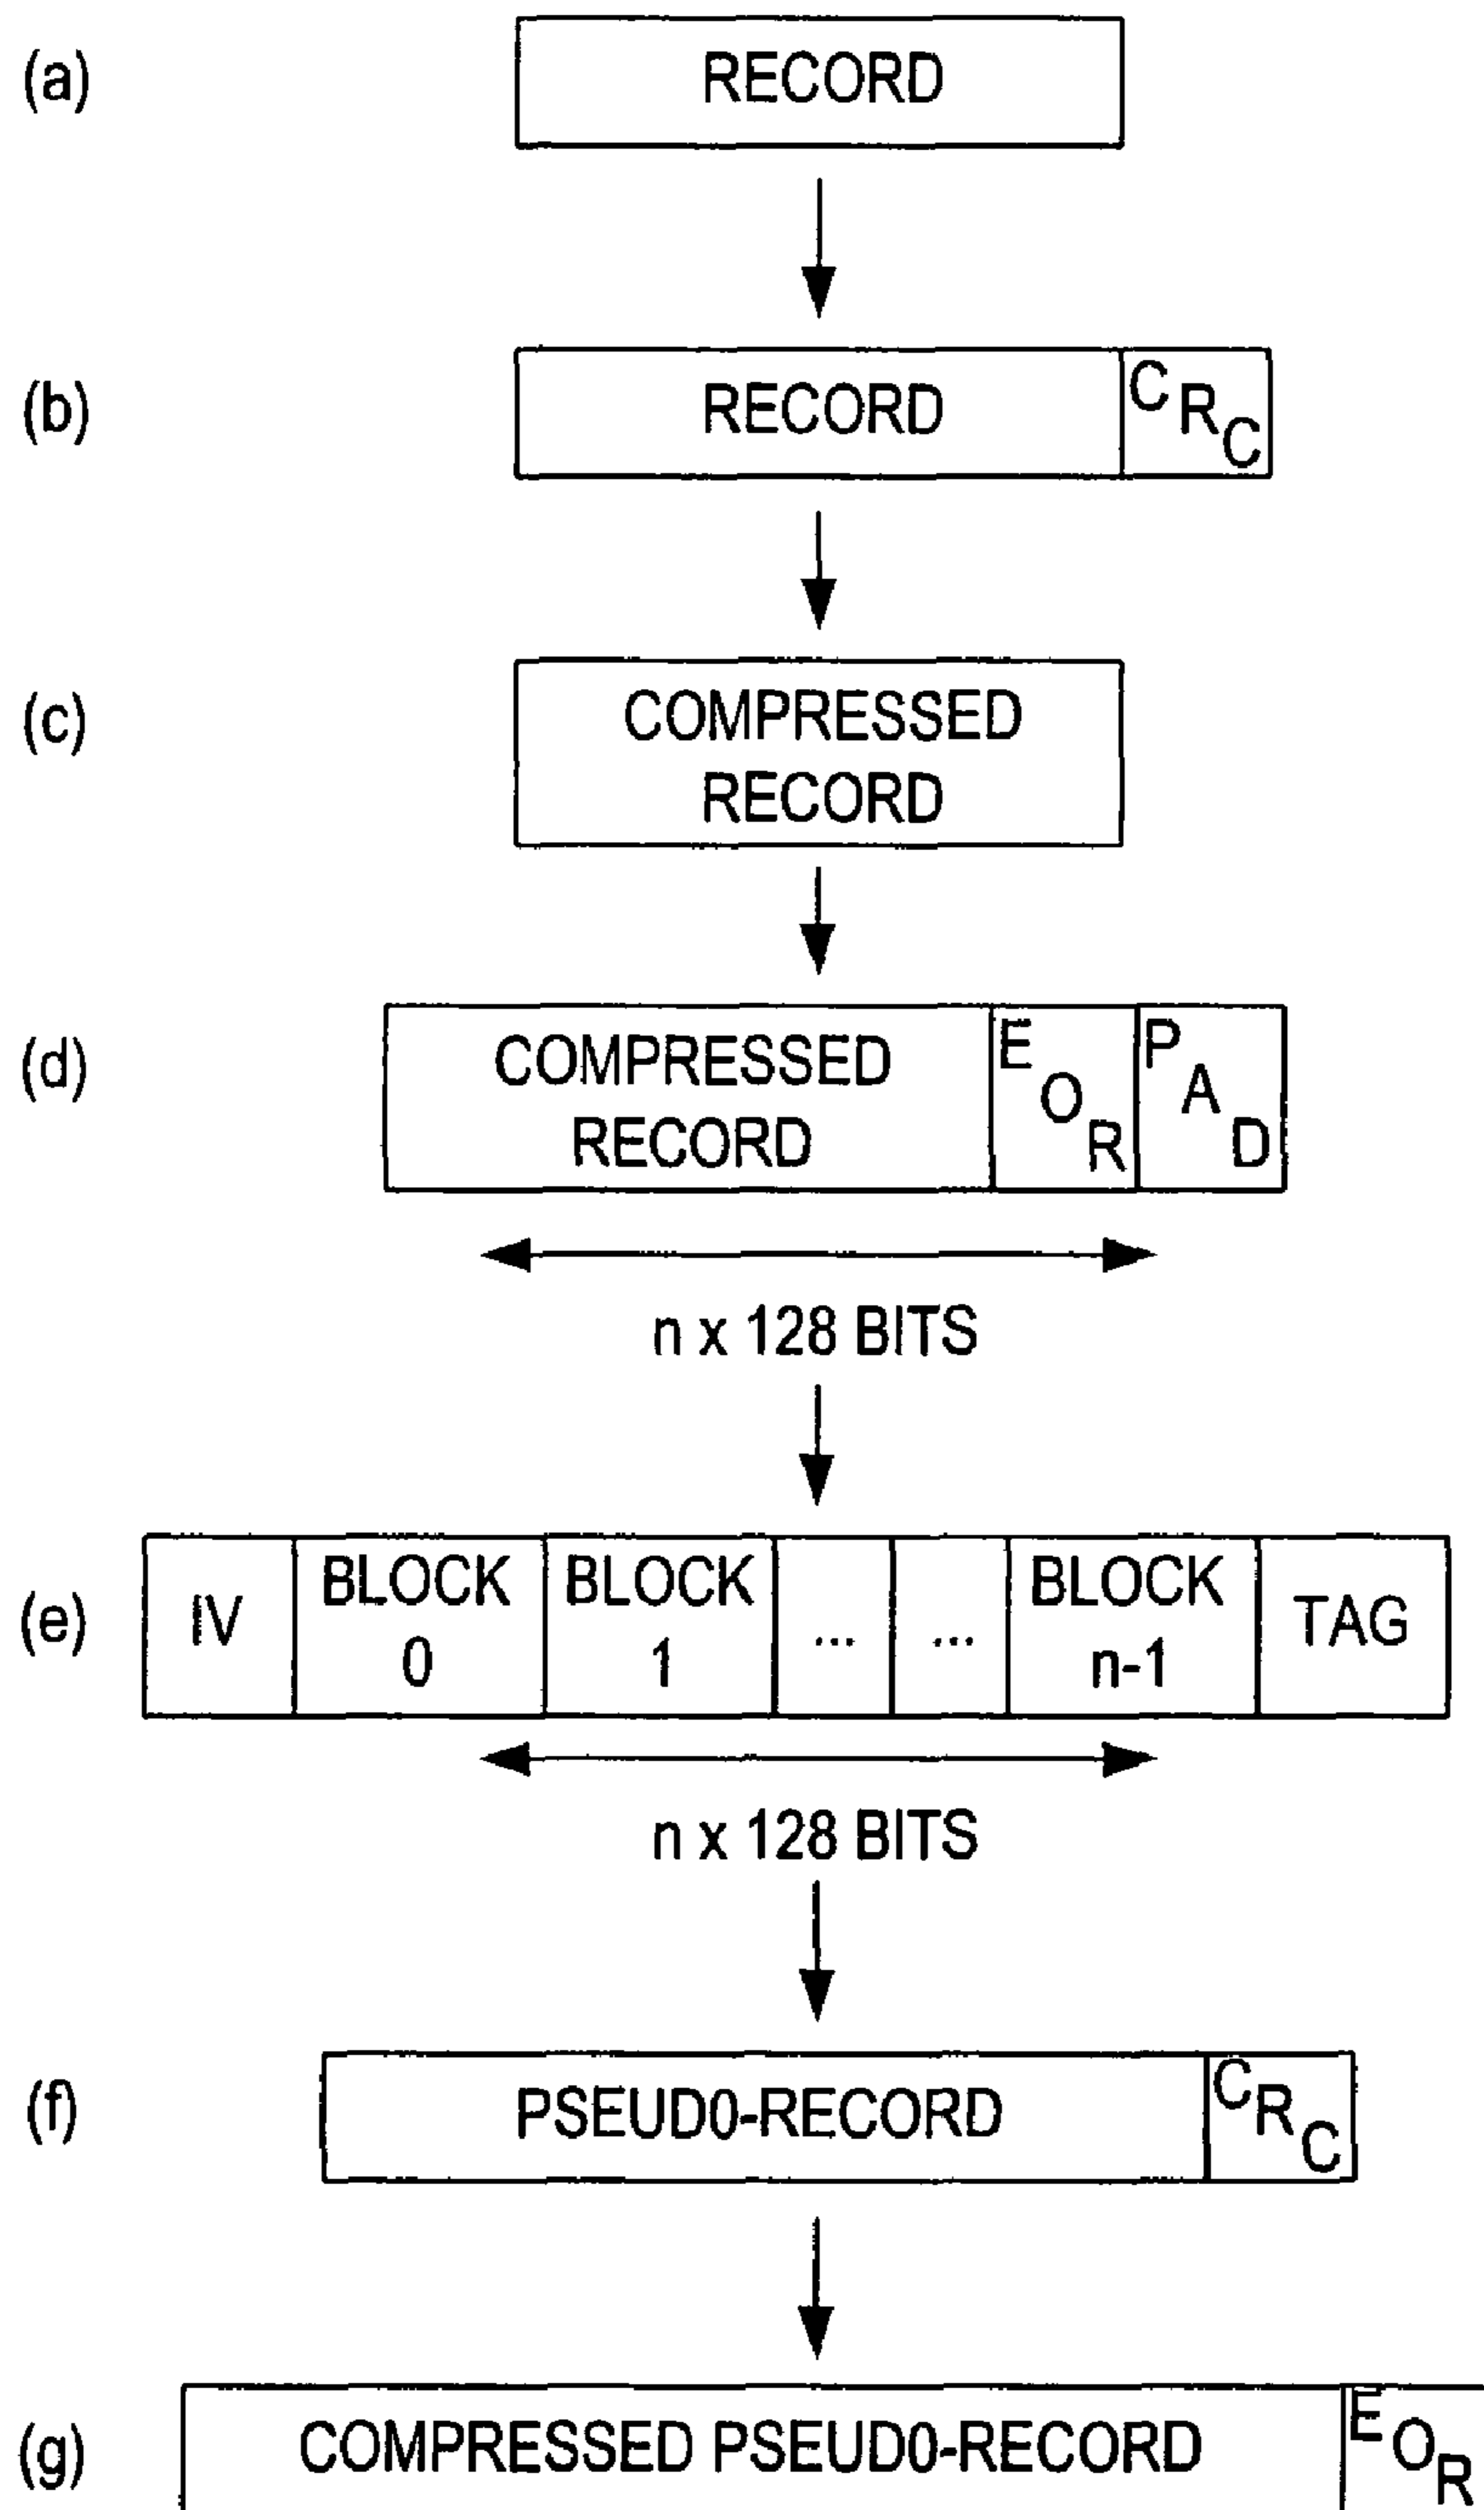 (a)
RECORD
(b)
RECORD CRC
(c)
COMPRESSED
RECORD
(d)
COMPRESSED
RECORD
EOR
PAD
n x 128 BITS
(e)
IV
BLOCK
0
BLOCK
1
...
...
BLOCK
n-1
TAG
n x 128 BITS
(f)
PSEUD0-RECORD CRC
(g)
COMPRESSED PSEUD0-RECORD EOR